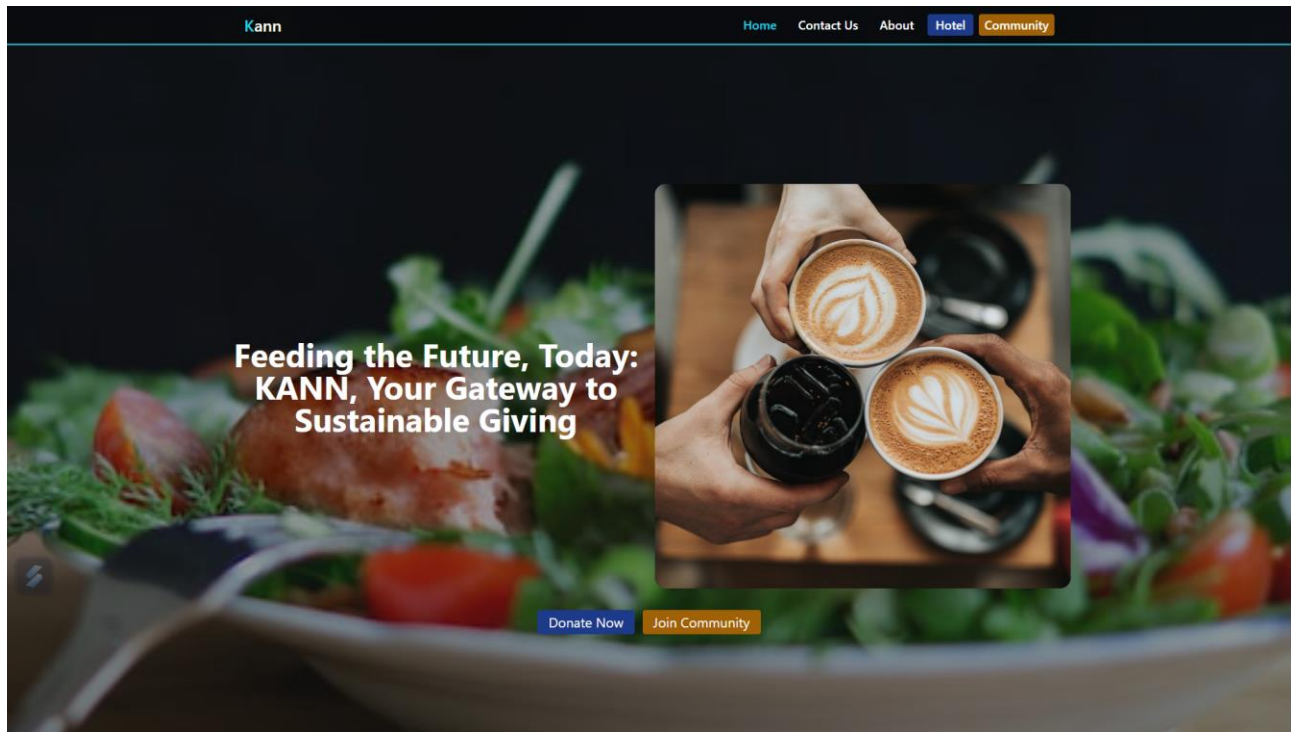 Kann
Home Contact Us About Hotel Community
Feeding the Future, Today:
KANN, Your Gateway to
Sustainable Giving
Donate Now Join Community